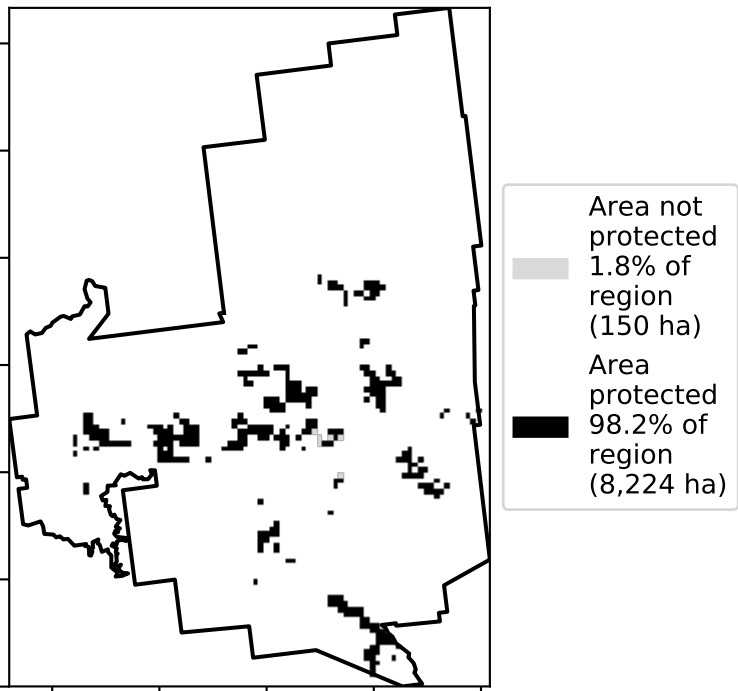 Area not
protected
1.8% of
region
(150 ha)
Area
protected
98.2% of
region
(8,224 ha)